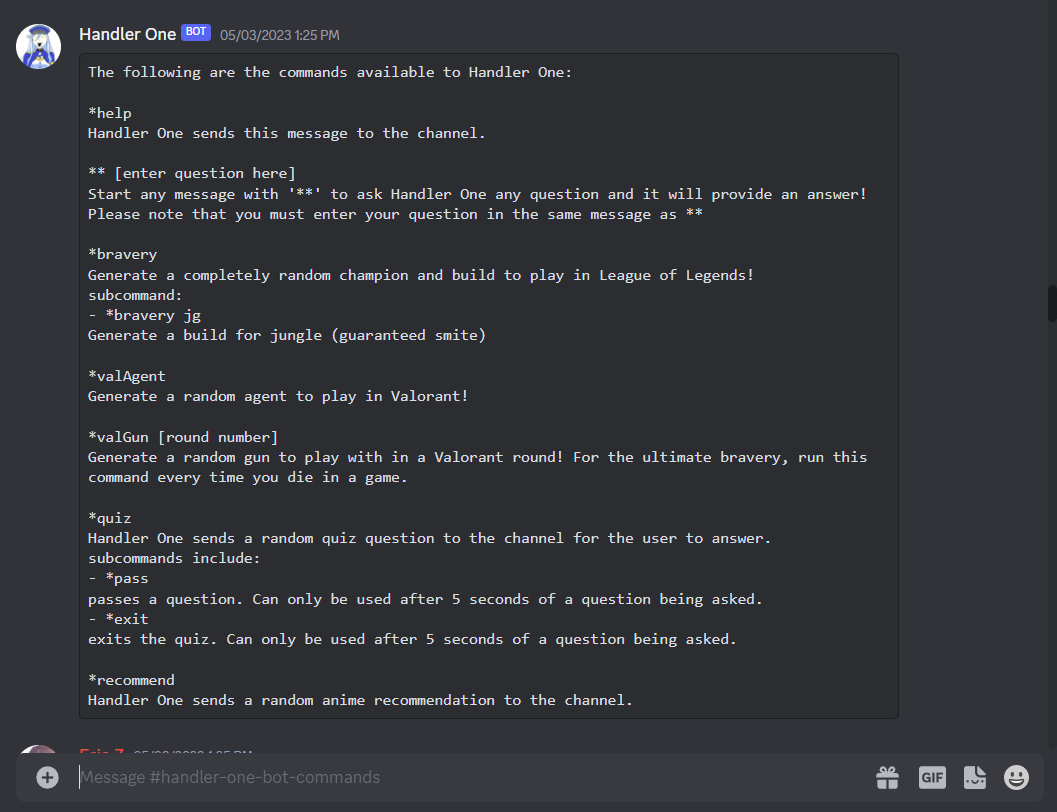 Handler One BOT 05/03/2023 1:25 PM
The following are the commands available to Handler One:
*help
Handler One sends this message to the channel.
** [enter question here]
Start any message with '**' to ask Handler One any question and it will provide an answer!
Please note that you must enter your question in the same message as **
*bravery
Generate a completely random champion and build to play in League of Legends!
subcommand:
- *bravery jg
Generate a build for jungle (guaranteed smite)
*valAgent
Generate a random agent to play in Valorant!
*valGun [round number]
Generate a random gun to play with in a Valorant round! For the ultimate bravery, run this
command every time you die in a game.
*quiz
Handler One sends a random quiz question to the channel for the user to answer.
subcommands include:
- *pass
passes a question. Can only be used after 5 seconds of a question being asked.
- *exit
exits the quiz. Can only be used after 5 seconds of a question being asked.
*recommend
Handler One sends a random anime recommendation to the channel.
Message #handler-one-bot-commands
GIF